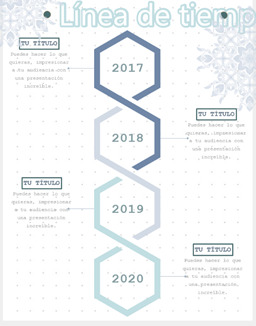 Línea de tiemp
TU TÍTULO
Puedes hacer lo que
quieras, impresionar
a tu audiencia con
una presentación
increíble.
2017
TU TÍTULO
Puedes hacer lo que
quieras, impresionar
a tu audiencia con
una presentación
increíble.
2018
TU TÍTULO
Puedes hacer lo que
quieras, impresionar
a tu audiencia con
una presentación
increíble.
2019
TU TÍTULO
Puedes hacer lo que
quieras, impresionar
a tu audiencia con
una presentación
increíble.
2020